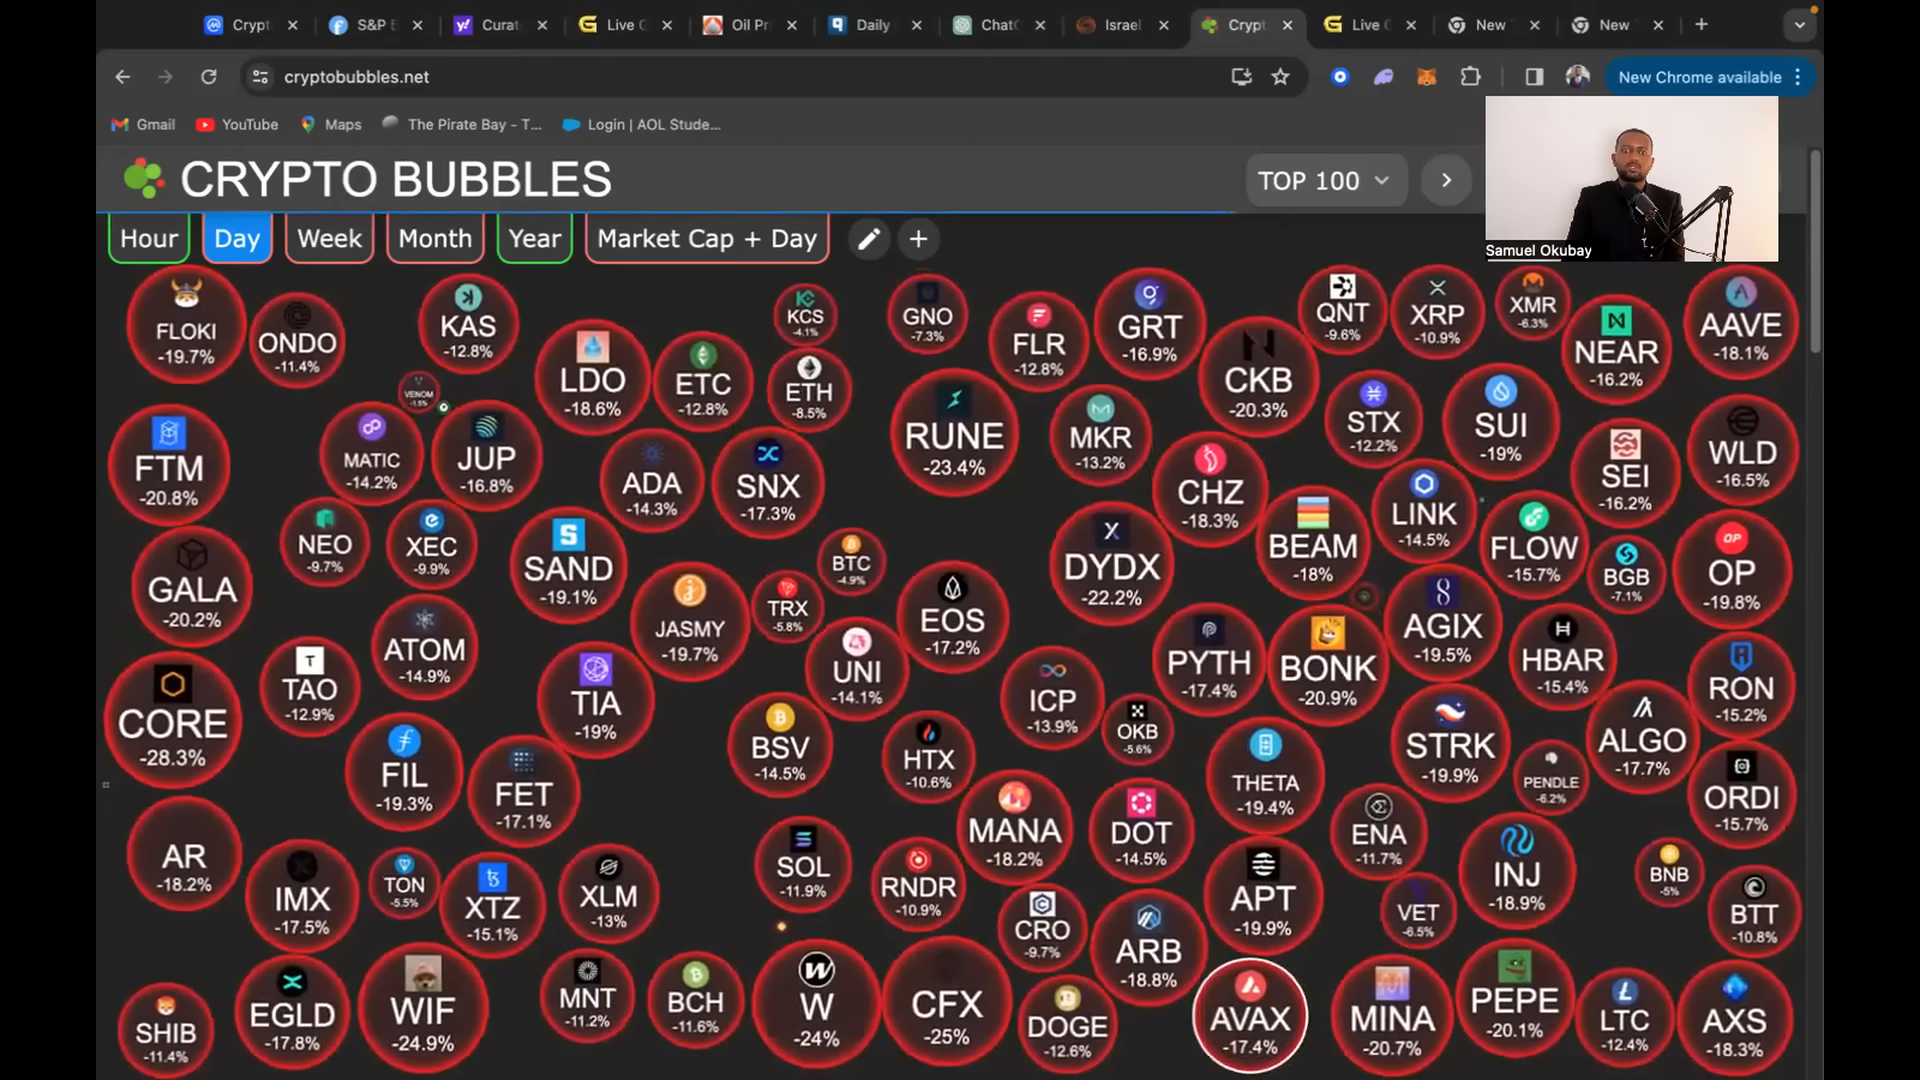 Crypt
S&P E
Curat
Live G
Oil Pr
Daily
ChatG
Israel
Crypt
Live C
New
New
cryptobubbles.net
New Chrome available
Gmail
YouTube
Maps
The Pirate Bay - T...
Login | AOL Stude...
CRYPTO BUBBLES
TOP 100
Samuel Okubay
Hour
Day
Week
Month
Year
Market Cap + Day
FLOKI
-19.7%
ONDO
-11.4%
KAS
-12.8%
VENOM
-1.5%
LDO
-18.6%
ETC
-12.8%
KCS
-4.1%
ETH
-8.5%
GNO
-7.3%
FLR
-12.8%
GRT
-16.9%
CKB
-20.3%
QNT
-9.6%
XRP
-10.9%
XMR
-6.3%
NEAR
-16.2%
AAVE
-18.1%
FTM
-20.8%
MATIC
-14.2%
JUP
-16.8%
ADA
-14.3%
SNX
-17.3%
RUNE
-23.4%
MKR
-13.2%
CHZ
-18.3%
STX
-12.2%
SUI
-19%
SEI
-16.2%
WLD
-16.5%
NEO
-9.7%
XEC
-9.9%
SAND
-19.1%
BTC
-4.9%
DYDX
-22.2%
BEAM
-18%
LINK
-14.5%
FLOW
-15.7%
BGB
-7.1%
OP
-19.8%
GALA
-20.2%
ATOM
-14.9%
JASMY
-19.7%
TRX
-5.8%
UNI
-14.1%
EOS
-17.2%
PYTH
-17.4%
BONK
-20.9%
AGIX
-19.5%
HBAR
-15.4%
RON
-15.2%
CORE
-28.3%
TAO
-12.9%
TIA
-19%
BSV
-14.5%
HTX
-10.6%
ICP
-13.9%
OKB
-5.6%
THETA
-19.4%
STRK
-19.9%
PENDLE
-6.2%
ALGO
-17.7%
ORDI
-15.7%
FIL
-19.3%
FET
-17.1%
AR
-18.2%
IMX
-17.5%
TON
-5.5%
XTZ
-15.1%
XLM
-13%
SOL
-11.9%
RNDR
-10.9%
MANA
-18.2%
DOT
-14.5%
APT
-19.9%
ENA
-11.7%
INJ
-18.9%
BNB
-5%
BTT
-10.8%
CRO
-9.7%
ARB
-18.8%
VET
-6.5%
SHIB
-11.4%
EGLD
-17.8%
WIF
-24.9%
MNT
-11.2%
BCH
-11.6%
W
-24%
CFX
-25%
DOGE
-12.6%
AVAX
-17.4%
MINA
-20.7%
PEPE
-20.1%
LTC
-12.4%
AXS
-18.3%